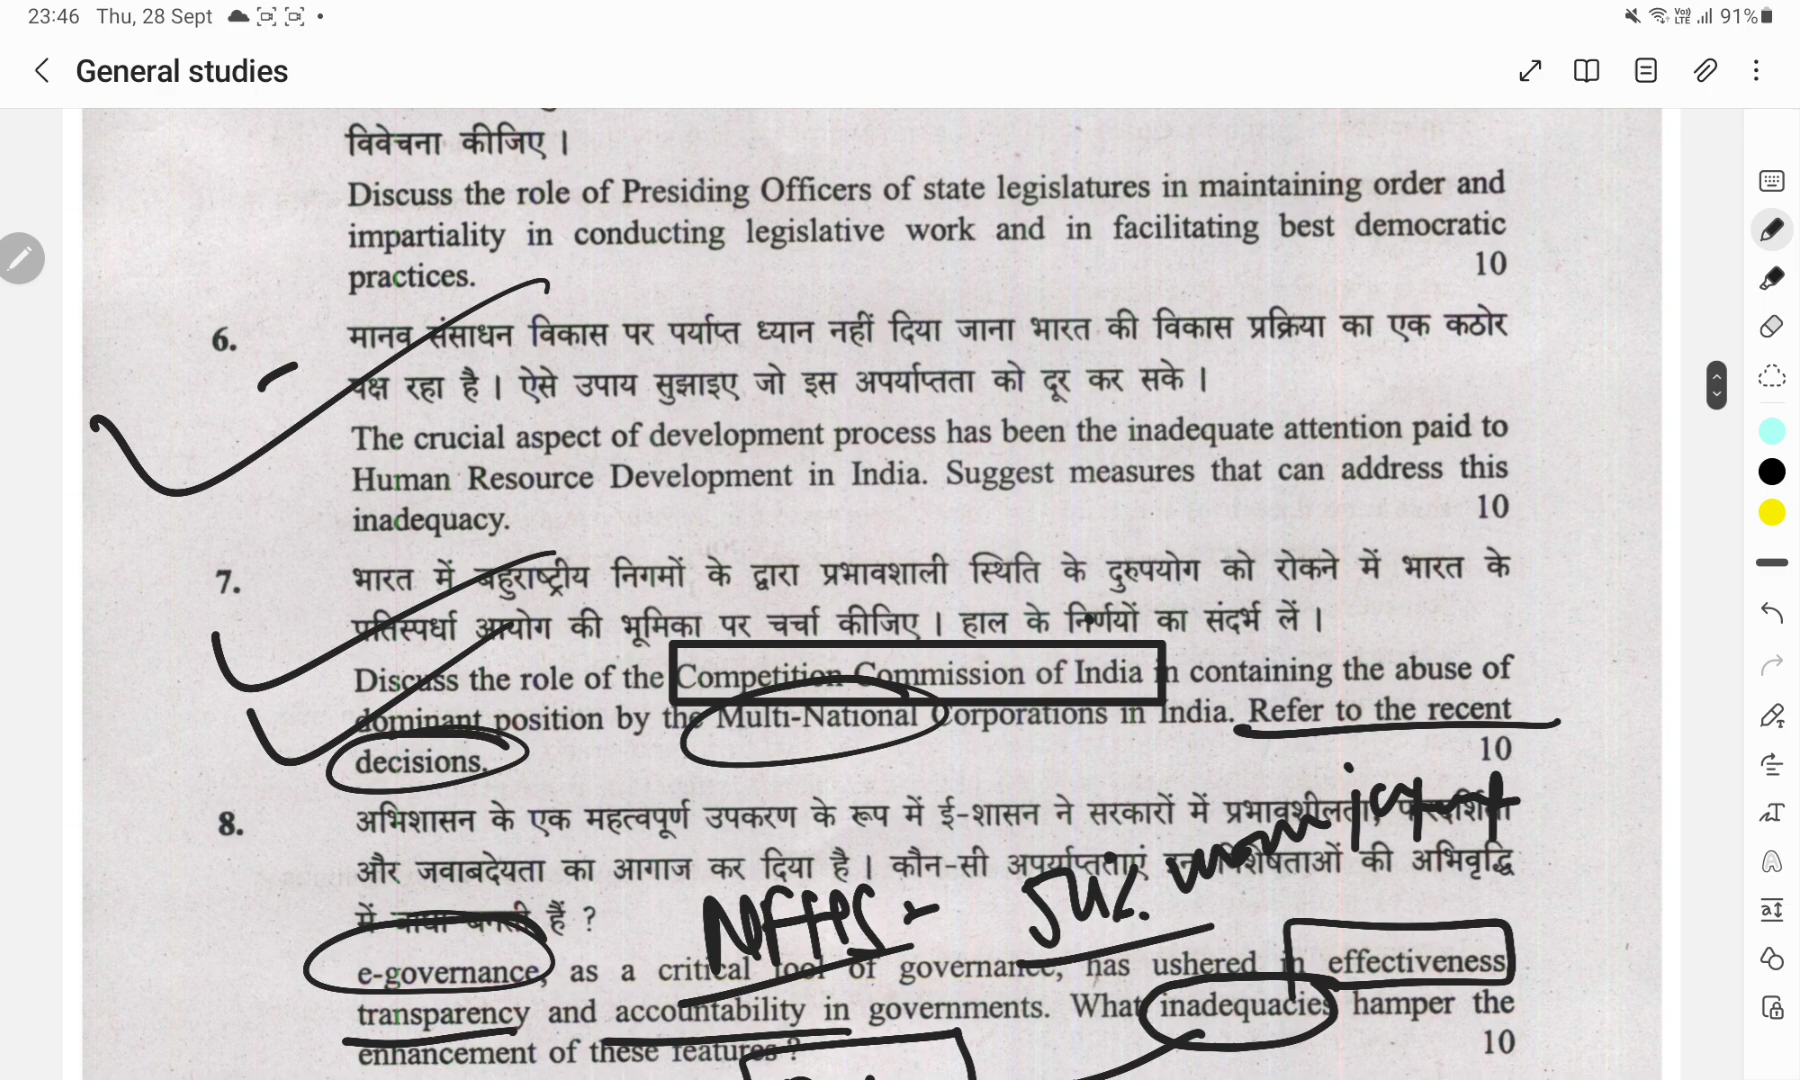 23:46 Thu, 28 Sept
Vo)) LTE 91%
General studies
विवेचना कीजिए ।
Discuss the role of Presiding Officers of state legislatures in maintaining order and
impartiality in conducting legislative work and in facilitating best democratic
practices. 10
6. मानव संसाधन विकास पर पर्याप्त ध्यान नहीं दिया जाना भारत की विकास प्रक्रिया का एक कठोर
पक्ष रहा है । ऐसे उपाय सुझाइए जो इस अपर्याप्तता को दूर कर सके ।
The crucial aspect of development process has been the inadequate attention paid to
Human Resource Development in India. Suggest measures that can address this
inadequacy. 10
7. भारत में बहुराष्ट्रीय निगमों के द्वारा प्रभावशाली स्थिति के दुरुपयोग को रोकने में भारत के
प्रतिस्पर्धा आयोग की भूमिका पर चर्चा कीजिए । हाल के निर्णयों का संदर्भ लें ।
Discuss the role of the Competition Commission of India in containing the abuse of
dominant position by the Multi-National Corporations in India. Refer to the recent
decisions. 10
8. अभिशासन के एक महत्वपूर्ण उपकरण के रूप में ई-शासन ने सरकारों में प्रभावशीलता, पारदर्शिता
और जवाबदेयता का आगाज कर दिया है । कौन-सी अपर्याप्तताएं इन विशेषताओं की अभिवृद्धि
में बाधा बनती हैं ?
e-governance, as a critical tool of governance, has ushered in effectiveness,
transparency and accountability in governments. What inadequacies hamper the
enhancement of these features ? 10